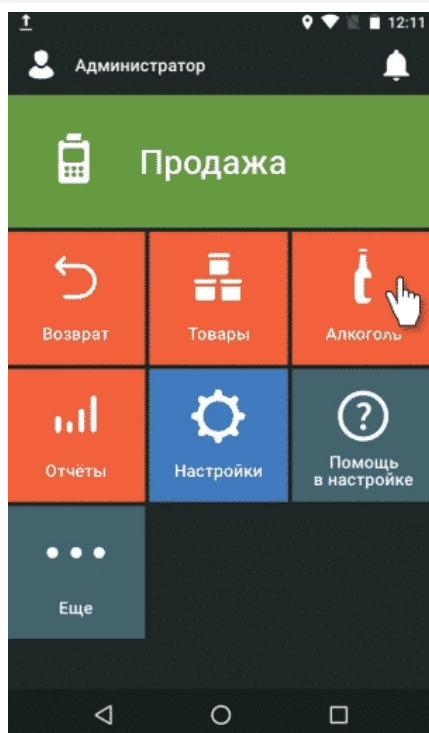 12:11
Администратор
Продажа
Возврат
Товары
Алкоголь
Отчёты
Настройки
Помощь
в настройке
Еще